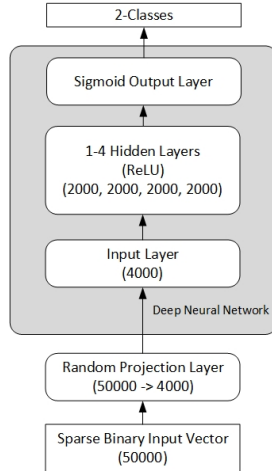 2-Classes
Sigmoid Output Layer
1-4 Hidden Layers
(ReLU)
(2000, 2000, 2000, 2000)
Input Layer
(4000)
Deep Neural Network
Random Projection Layer
(50000 -> 4000)
Sparse Binary Input Vector
(50000)